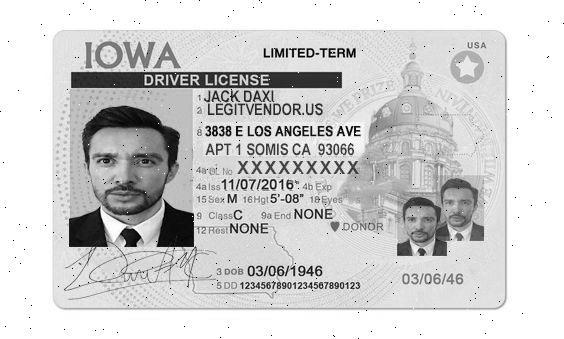 IOWA
LIMITED-TERM
USA
DRIVER LICENSE
1 JACK DAXI
2 LEGITVENDOR.US
8 3838 E LOS ANGELES AVE
APT 1 SOMIS CA 93066
4d DL No XXXXXXXXX
4a Iss 11/07/2016 4b Exp
15 Sex M 16 Hgt 5'-08" 18 Eyes
9 Class C 9a End NONE
12 Rest NONE DONOR
3 DOB 03/06/1946
03/06/46
5 DD 12345678901234567890123